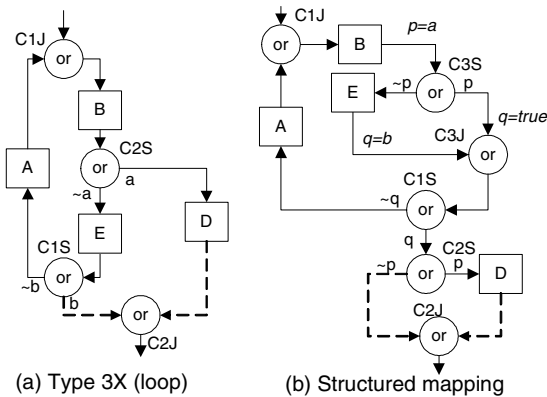 C1J
or
B
C2S
or
a
~a
A
E
D
C1S
or
~b
b
or
C2J
(a) Type 3X (loop)
C1J
or
B
p=a
C3S
E
~p
or
p
A
q=true
q=b
C3J
or
C1S
~q
or
q
C2S
~p
or
p
D
C2J
or
(b) Structured mapping